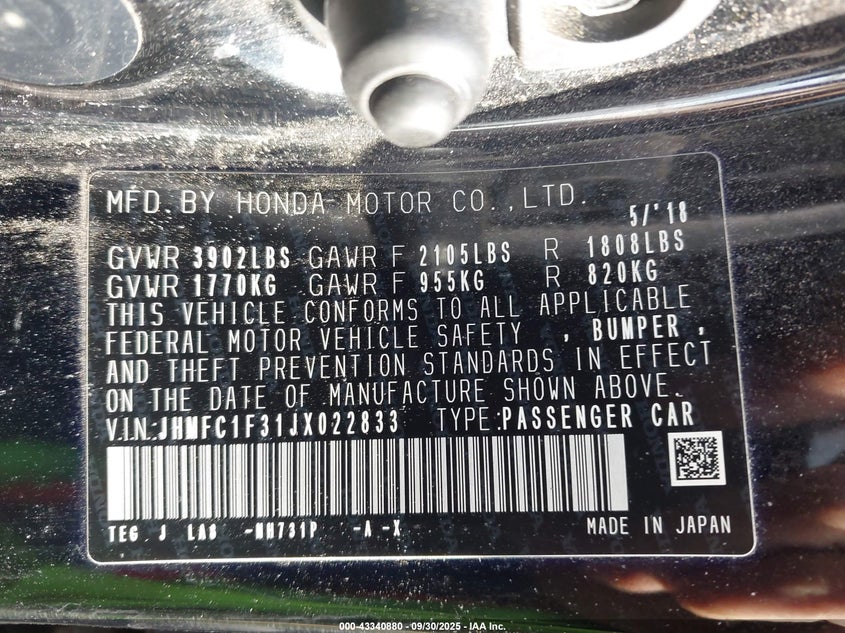 MFD. BY HONDA MOTOR CO.,LTD.
5/'18
GVWR 3902LBS GAWR F 2105LBS R 1808LBS
GVWR 1770KG GAWR F 955KG R 820KG
THIS VEHICLE CONFORMS TO ALL APPLICABLE
FEDERAL MOTOR VEHICLE SAFETY , BUMPER ,
AND THEFT PREVENTION STANDARDS IN EFFECT
ON THE DATE OF MANUFACTURE SHOWN ABOVE.
V.I.N.:JHMFC1F31JX022833 TYPE:PASSENGER CAR
TEG J LA8 -NH731P -A -X MADE IN JAPAN
000-43340880 - 09/30/2025 - IAA Inc.